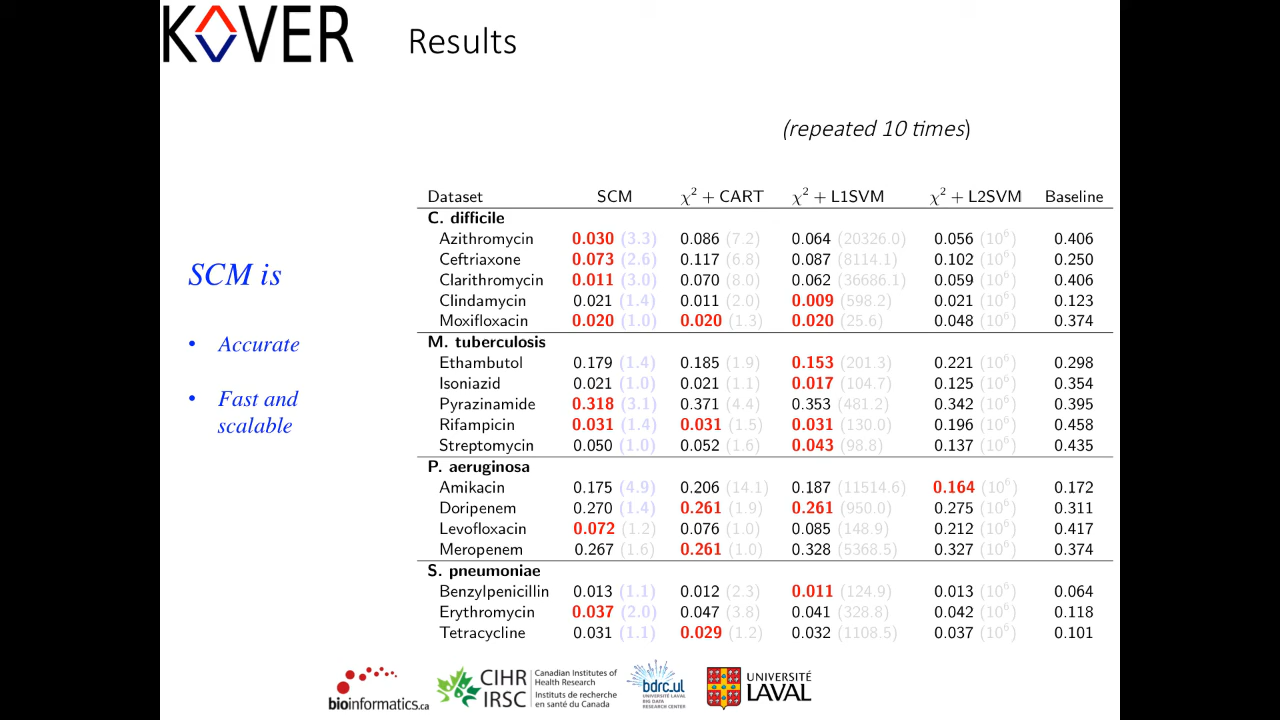 KOVER
Results
(repeated 10 times)
SCM is
• Accurate
• Fast and
scalable
Dataset SCM χ² + CART χ² + L1SVM χ² + L2SVM Baseline
C. difficile
Azithromycin 0.030 (3.3) 0.086 (7.2) 0.064 (20326.0) 0.056 (10⁶) 0.406
Ceftriaxone 0.073 (2.6) 0.117 (6.8) 0.087 (8114.1) 0.102 (10⁶) 0.250
Clarithromycin 0.011 (3.0) 0.070 (8.0) 0.062 (36686.1) 0.059 (10⁶) 0.406
Clindamycin 0.021 (1.4) 0.011 (2.0) 0.009 (598.2) 0.021 (10⁶) 0.123
Moxifloxacin 0.020 (1.0) 0.020 (1.3) 0.020 (25.6) 0.048 (10⁶) 0.374
M. tuberculosis
Ethambutol 0.179 (1.4) 0.185 (1.9) 0.153 (201.3) 0.221 (10⁶) 0.298
Isoniazid 0.021 (1.0) 0.021 (1.1) 0.017 (104.7) 0.125 (10⁶) 0.354
Pyrazinamide 0.318 (3.1) 0.371 (4.4) 0.353 (481.2) 0.342 (10⁶) 0.395
Rifampicin 0.031 (1.4) 0.031 (1.5) 0.031 (130.0) 0.196 (10⁶) 0.458
Streptomycin 0.050 (1.0) 0.052 (1.6) 0.043 (98.8) 0.137 (10⁶) 0.435
P. aeruginosa
Amikacin 0.175 (4.9) 0.206 (14.1) 0.187 (11514.6) 0.164 (10⁶) 0.172
Doripenem 0.270 (1.4) 0.261 (1.9) 0.261 (950.0) 0.275 (10⁶) 0.311
Levofloxacin 0.072 (1.2) 0.076 (1.0) 0.085 (148.9) 0.212 (10⁶) 0.417
Meropenem 0.267 (1.6) 0.261 (1.0) 0.328 (5368.5) 0.327 (10⁶) 0.374
S. pneumoniae
Benzylpenicillin 0.013 (1.1) 0.012 (2.3) 0.011 (124.9) 0.013 (10⁶) 0.064
Erythromycin 0.037 (2.0) 0.047 (3.8) 0.041 (328.8) 0.042 (10⁶) 0.118
Tetracycline 0.031 (1.1) 0.029 (1.2) 0.032 (1108.5) 0.037 (10⁶) 0.101
bioinformatics.ca
CIHR
IRSC
Canadian Institutes of
Health Research
Instituts de recherche
en santé du Canada
bdrc_ul
UNIVERSITÉ LAVAL
BIG DATA
RESEARCH CENTER
UNIVERSITÉ
LAVAL